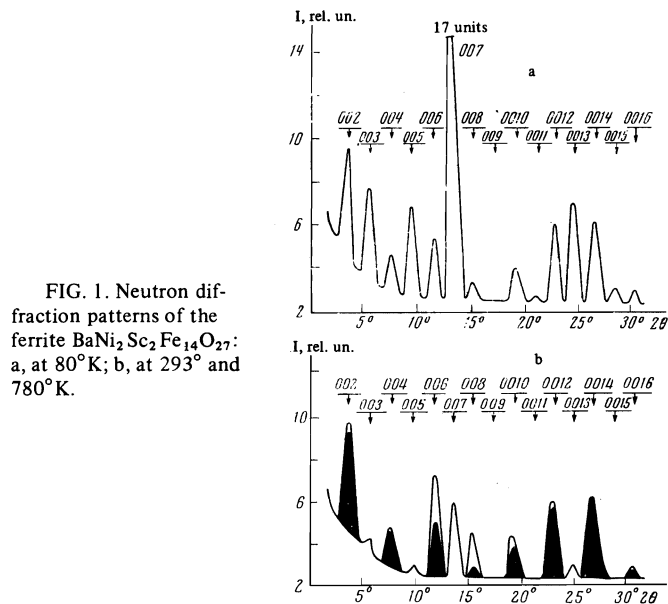 I, rel. un.
17 units
14
007
a
002 004 006 008 0010 0012 0014 0016
10
003 005 009 0011 0013 0015
6
2
5° 10° 15° 20° 25° 30° 2θ
FIG. 1. Neutron dif-
fraction patterns of the
ferrite BaNi₂Sc₂Fe₁₄O₂₇:
a, at 80°K; b, at 293° and
780°K.
I, rel. un.
b
002 004 006 008 0010 0012 0014 0016
003 005 007 009 0011 0013 0015
10
6
2
5° 10° 15° 20° 25° 30° 2θ